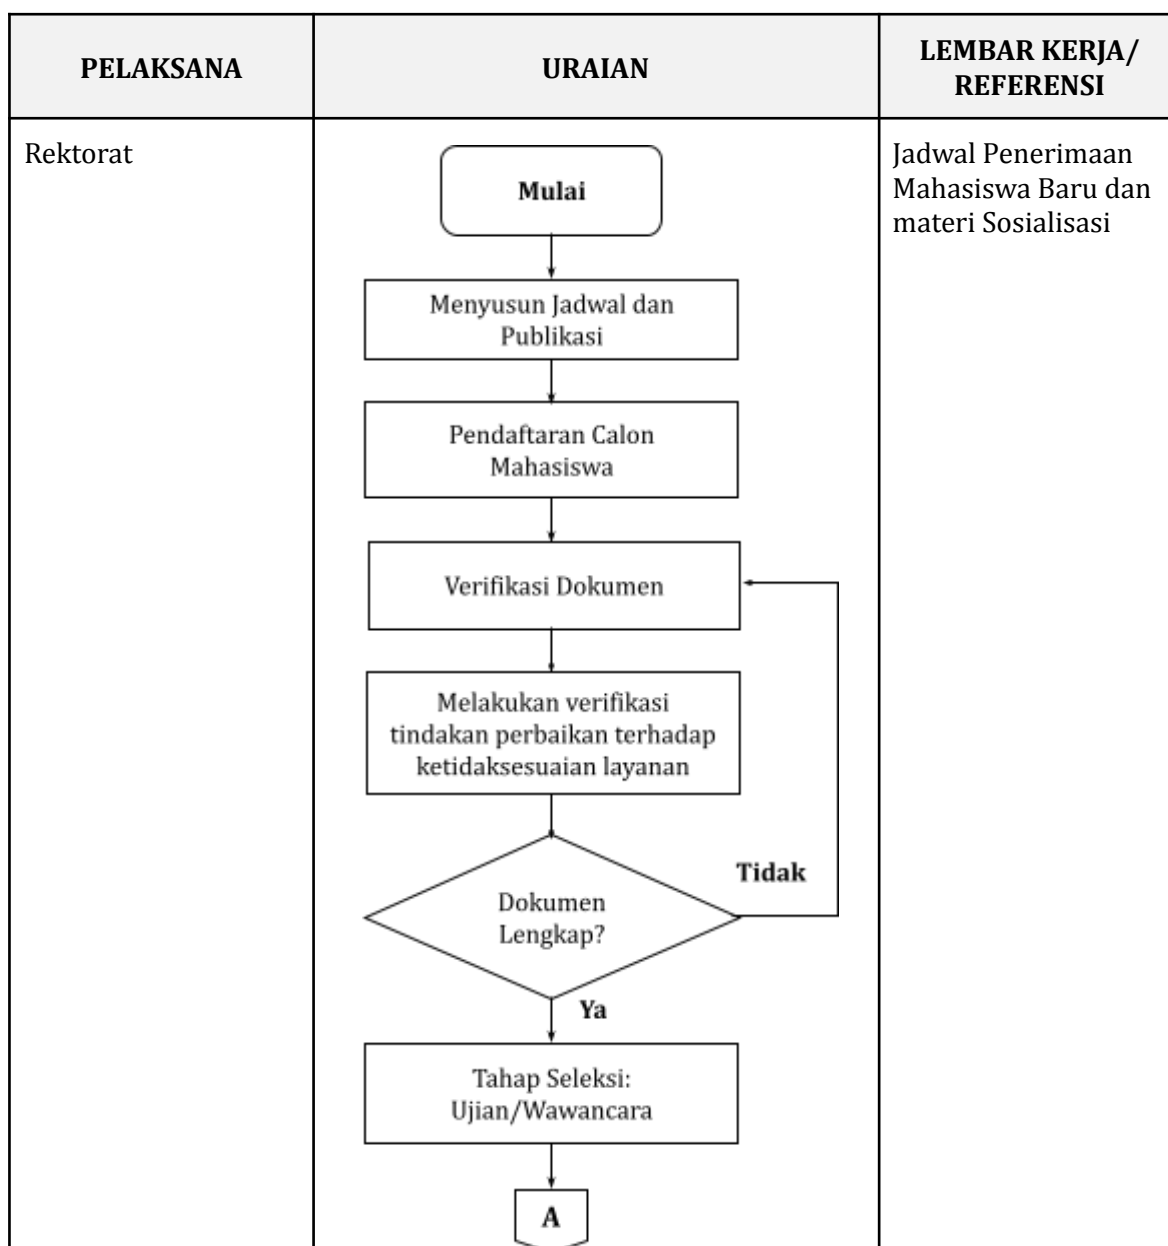 PELAKSANA
URAIAN
LEMBAR KERJA/
REFERENSI
Rektorat
Mulai
Menyusun Jadwal dan
Publikasi
Pendaftaran Calon
Mahasiswa
Verifikasi Dokumen
Melakukan verifikasi
tindakan perbaikan terhadap
ketidaksesuaian layanan
Dokumen
Lengkap?
Tidak
Ya
Tahap Seleksi:
Ujian/Wawancara
A
Jadwal Penerimaan
Mahasiswa Baru dan
materi Sosialisasi